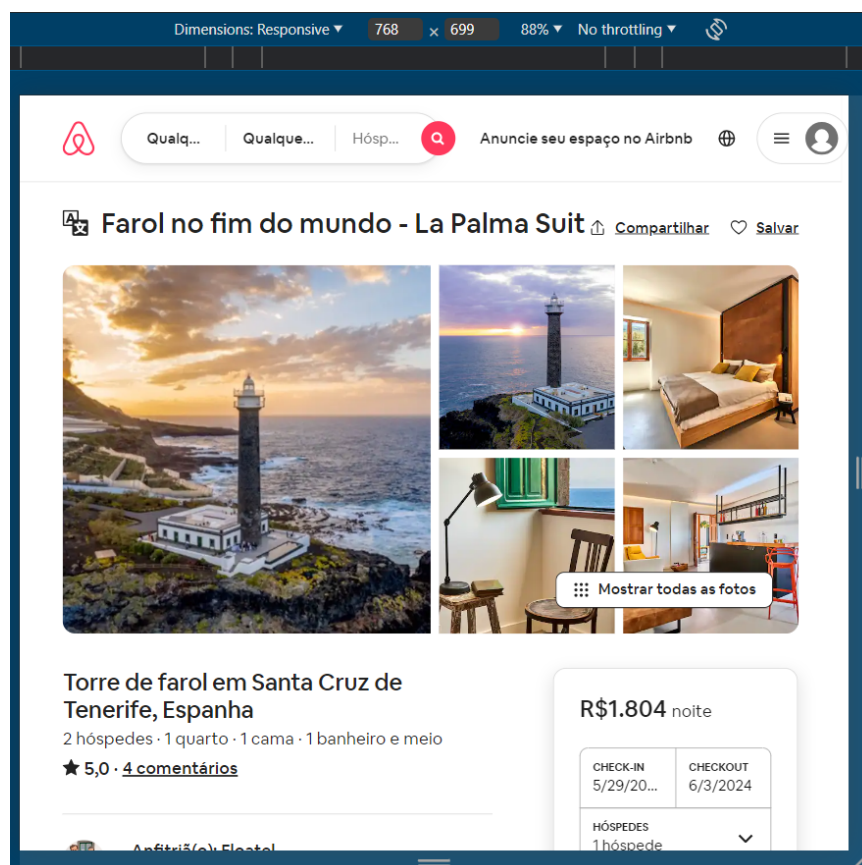 Dimensions: Responsive 768 × 699 88% No throttling
Qualq... Qualque... Hósp... Anuncie seu espaço no Airbnb
Farol no fim do mundo - La Palma Suit Compartilhar Salvar
Mostrar todas as fotos
Torre de farol em Santa Cruz de
Tenerife, Espanha
2 hóspedes · 1 quarto · 1 cama · 1 banheiro e meio
5,0 · 4 comentários
R$1.804 noite
CHECK-IN CHECKOUT
5/29/20... 6/3/2024
HÓSPEDES
1 hóspede
Anfitriã(o): Floatel